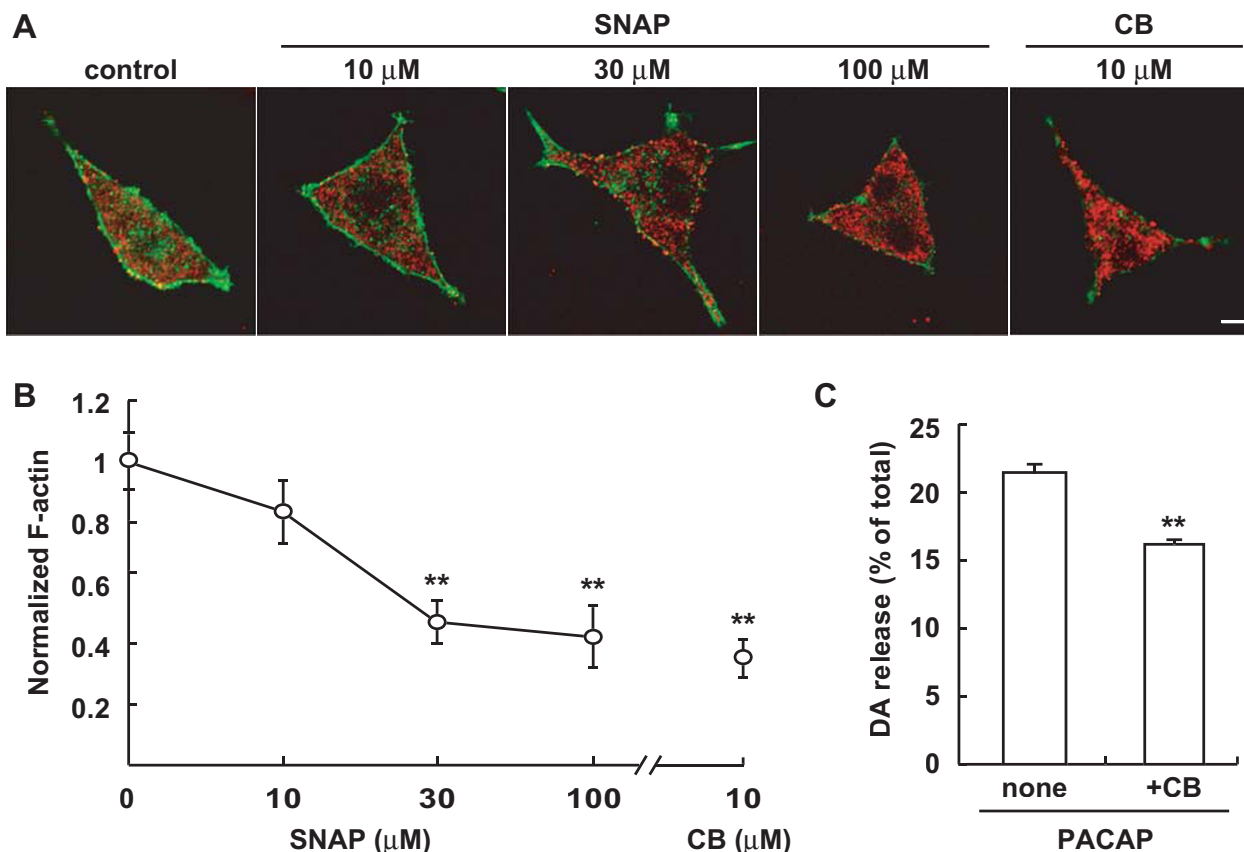 A
SNAP
CB
control
10 μM
30 μM
100 μM
10 μM
B
Normalized F-actin
1.2
1
0.8
0.6
0.4
0.2
**
**
**
0
10
30
100
10
SNAP (μM)
CB (μM)
C
DA release (% of total)
25
20
15
10
5
0
**
none
+CB
PACAP